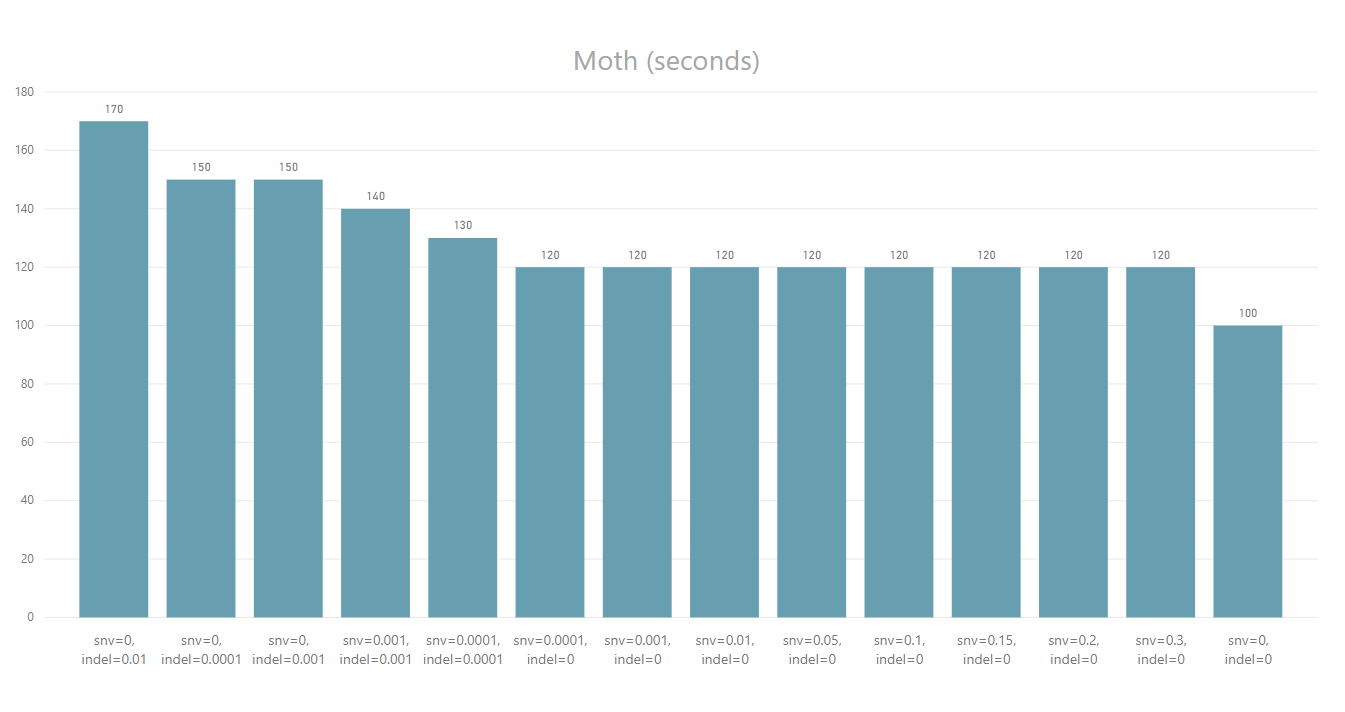 Moth (seconds)
180
170
160
150
150
140
140
130
120
120
120
120
120
120
120
120
120
100
100
80
60
40
20
0
snv=0,
indel=0.01
snv=0,
indel=0.0001
snv=0,
indel=0.001
snv=0.001,
indel=0.001
snv=0.0001,
indel=0.0001
snv=0.0001,
indel=0
snv=0.001,
indel=0
snv=0.01,
indel=0
snv=0.05,
indel=0
snv=0.1,
indel=0
snv=0.15,
indel=0
snv=0.2,
indel=0
snv=0.3,
indel=0
snv=0,
indel=0